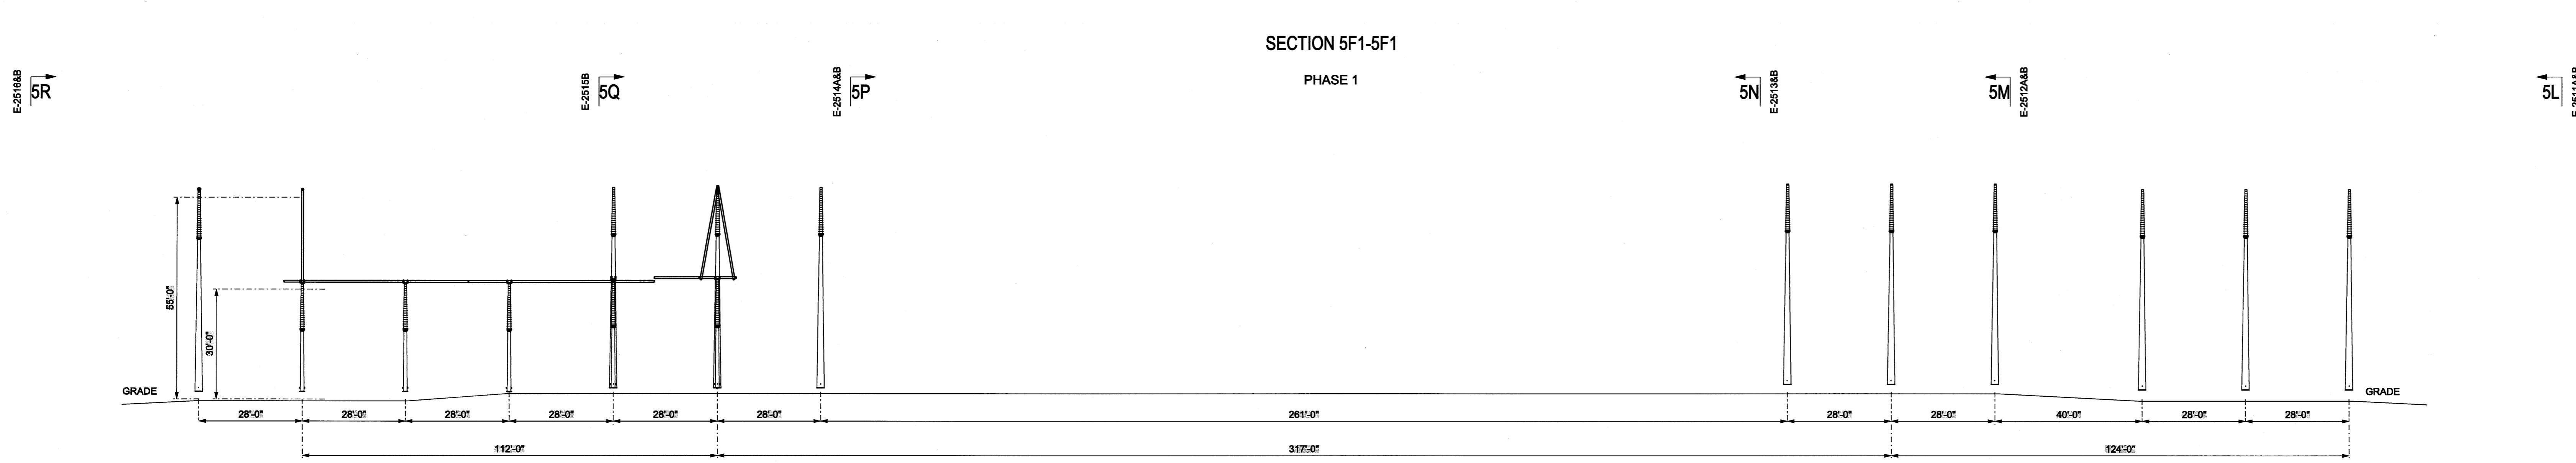 SECTION 5F1-5F1
PHASE 1
E-2516&B
5R
E-2515B
5Q
E-2514A&B
5P
5N
E-2513&B
5M
E-2512A&B
5L
E-2511A&B
55'-0"
30'-0"
GRADE
GRADE
28'-0" 28'-0" 28'-0" 28'-0" 28'-0" 28'-0" 261'-0" 28'-0" 28'-0" 40'-0" 28'-0" 28'-0"
112'-0" 317'-0" 124'-0"